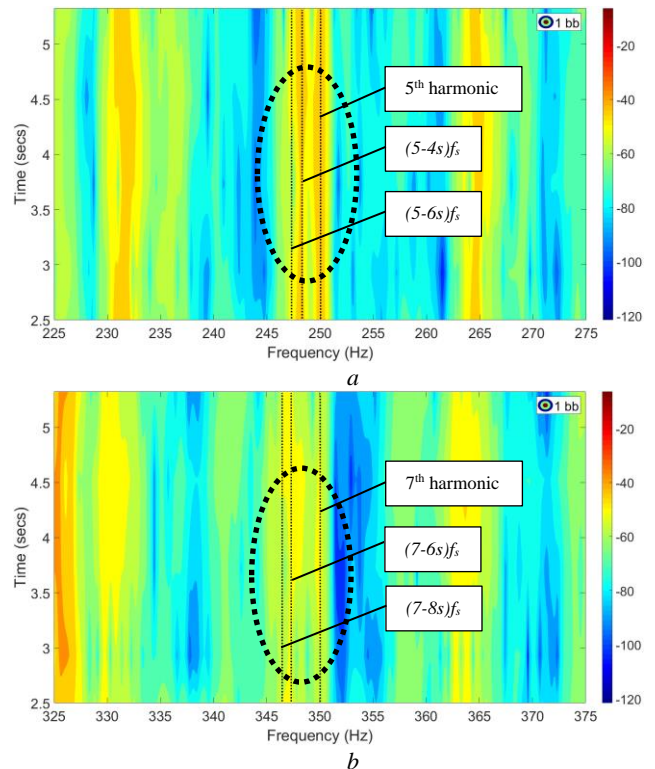 1 bb
5
4.5
4
3.5
3
2.5
Time (secs)
225 230 235 240 245 250 255 260 265 270 275
Frequency (Hz)
-20
-40
-60
-80
-100
-120
5th harmonic
(5-4s)fs
(5-6s)fs
a
1 bb
5
4.5
4
3.5
3
2.5
Time (secs)
325 330 335 340 345 350 355 360 365 370 375
Frequency (Hz)
-20
-40
-60
-80
-100
-120
7th harmonic
(7-6s)fs
(7-8s)fs
b